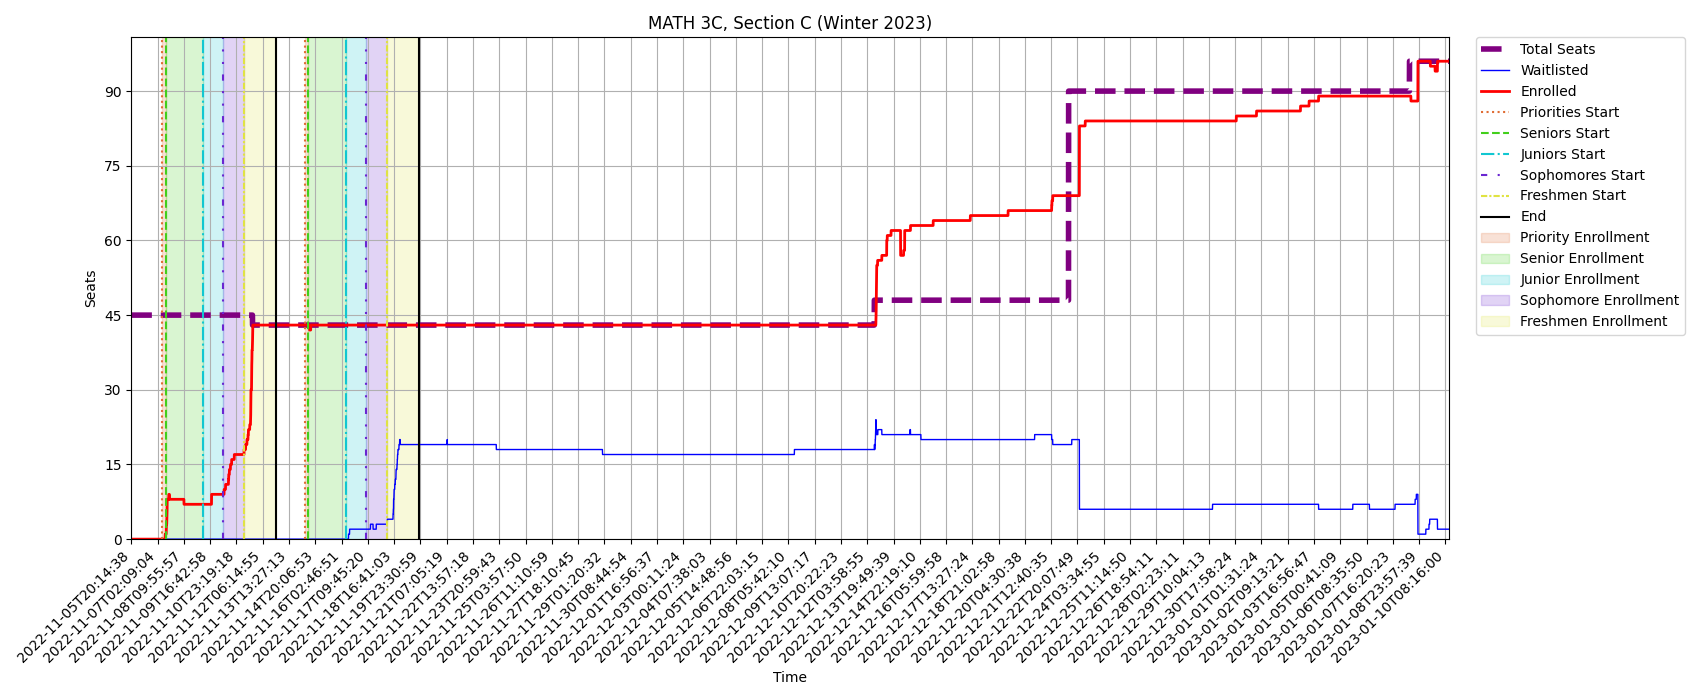 MATH 3C, Section C (Winter 2023)
Seats
90
75
60
45
30
15
0
2022-11-05T20:14:38
2022-11-07T02:09:04
2022-11-08T09:55:57
2022-11-09T16:42:58
2022-11-10T23:19:18
2022-11-12T06:14:55
2022-11-13T13:27:13
2022-11-14T20:06:53
2022-11-16T02:46:51
2022-11-17T09:45:20
2022-11-18T16:41:03
2022-11-19T23:30:59
2022-11-21T07:05:19
2022-11-22T13:57:18
2022-11-23T20:59:43
2022-11-25T03:57:50
2022-11-26T11:10:59
2022-11-27T18:10:45
2022-11-29T01:20:32
2022-11-30T08:44:54
2022-12-01T16:56:37
2022-12-03T00:11:24
2022-12-04T07:38:03
2022-12-05T14:48:56
2022-12-06T22:03:15
2022-12-08T05:42:10
2022-12-09T13:07:17
2022-12-10T20:22:23
2022-12-12T03:58:55
2022-12-13T19:49:39
2022-12-14T22:19:10
2022-12-16T05:59:58
2022-12-17T13:27:24
2022-12-18T21:02:58
2022-12-20T04:30:38
2022-12-21T12:40:35
2022-12-22T20:07:49
2022-12-24T03:34:55
2022-12-25T11:14:50
2022-12-26T18:54:11
2022-12-28T02:23:11
2022-12-29T10:04:13
2022-12-30T17:58:24
2023-01-01T01:31:24
2023-01-02T09:13:21
2023-01-03T16:56:47
2023-01-05T00:41:09
2023-01-06T08:35:50
2023-01-07T16:20:23
2023-01-08T23:57:39
2023-01-10T08:16:00
Time
Total Seats
Waitlisted
Enrolled
Priorities Start
Seniors Start
Juniors Start
Sophomores Start
Freshmen Start
End
Priority Enrollment
Senior Enrollment
Junior Enrollment
Sophomore Enrollment
Freshmen Enrollment